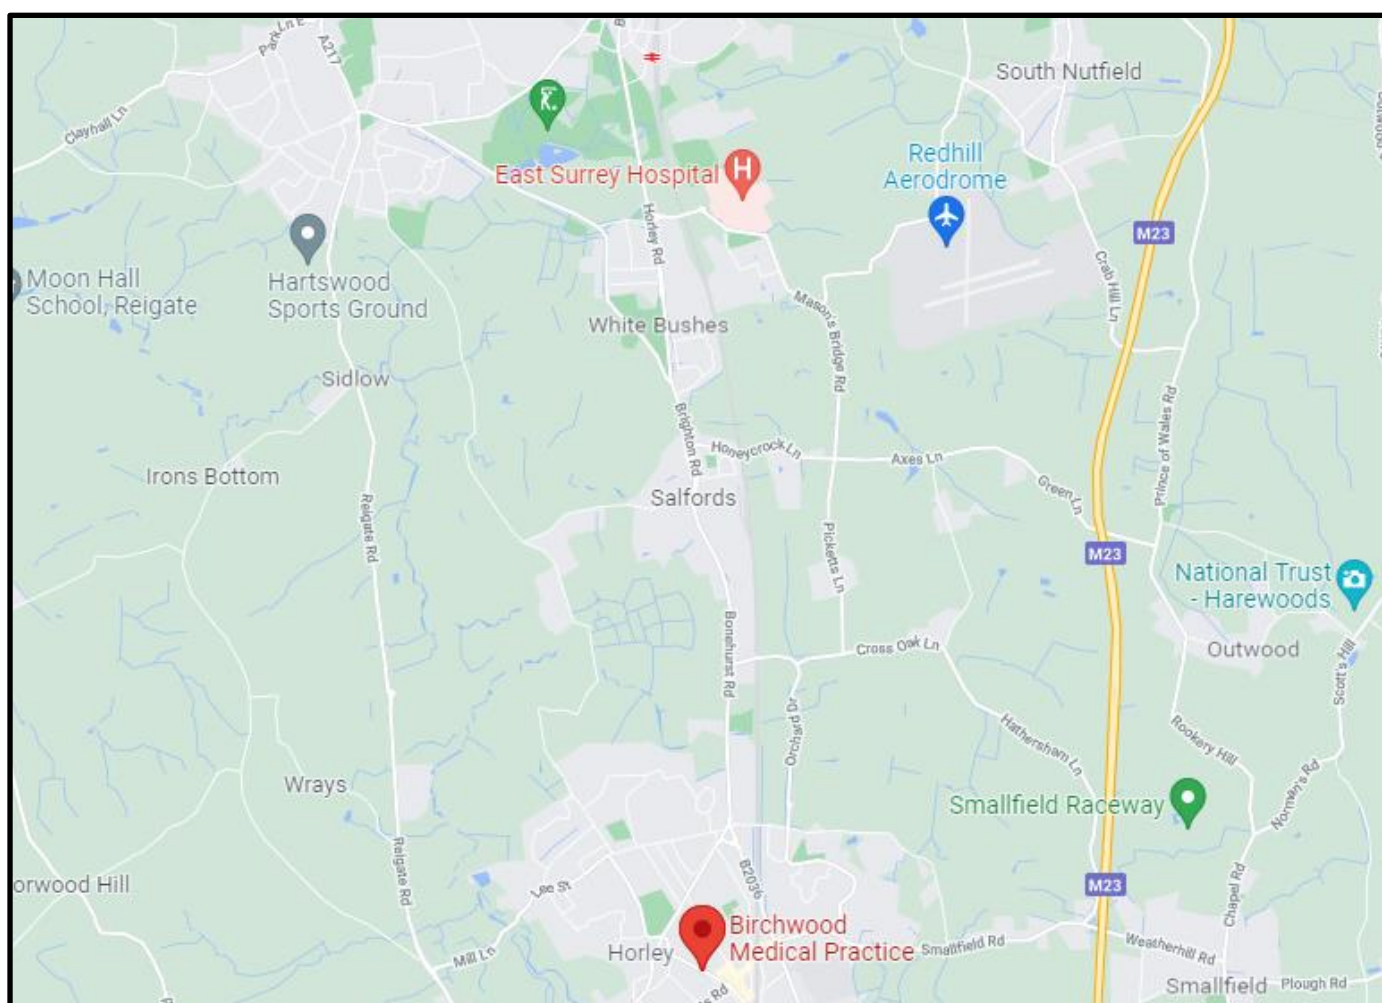 Park Ln E
A217
B
South Nutfield
Clayhall Ln
Redhill
Aerodrome
East Surrey Hospital
H
Horley Rd
M23
Crab Hill Ln
Moon Hall
School, Reigate
Hartswood
Sports Ground
Mason's Bridge Rd
White Bushes
Sidlow
Brighton Rd
Prince of Wales Rd
Honeycrock Ln
Axes Ln
Irons Bottom
Green Ln
Salfords
Reigate Rd
Picketts Ln
M23
National Trust
- Harewoods
Bonehurst Rd
Cross Oak Ln
Outwood
Scott's Hill
Orchard Dr
Hathersham Ln
Rookery Hill
Wrays
Norman's Rd
Smallfield Raceway
Reigate Rd
B2036
orwood Hill
Lee St
M23
Chapel Rd
Birchwood
Medical Practice
Horley
Smallfield Rd
Weatherhill Rd
Mill Ln
Smallfield
Plough Rd
s Rd